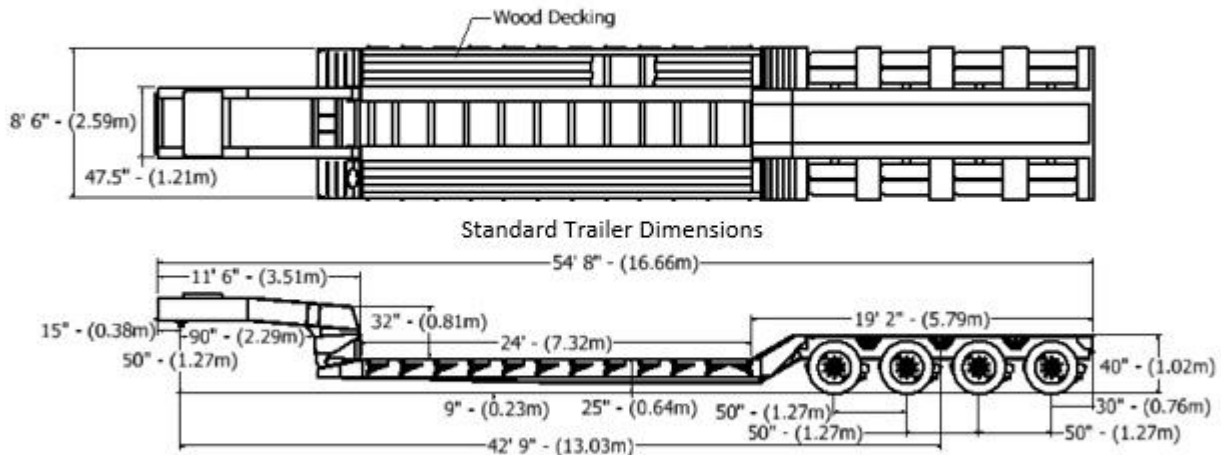 Wood Decking
8' 6" - (2.59m)
47.5" - (1.21m)
Standard Trailer Dimensions
54' 8" - (16.66m)
11' 6" - (3.51m)
32" - (0.81m)
19' 2" - (5.79m)
15" - (0.38m)
90" - (2.29m)
24' - (7.32m)
50" - (1.27m)
40" - (1.02m)
9" - (0.23m)
25" - (0.64m)
50" - (1.27m)
30" - (0.76m)
50" - (1.27m)
50" - (1.27m)
42' 9" - (13.03m)